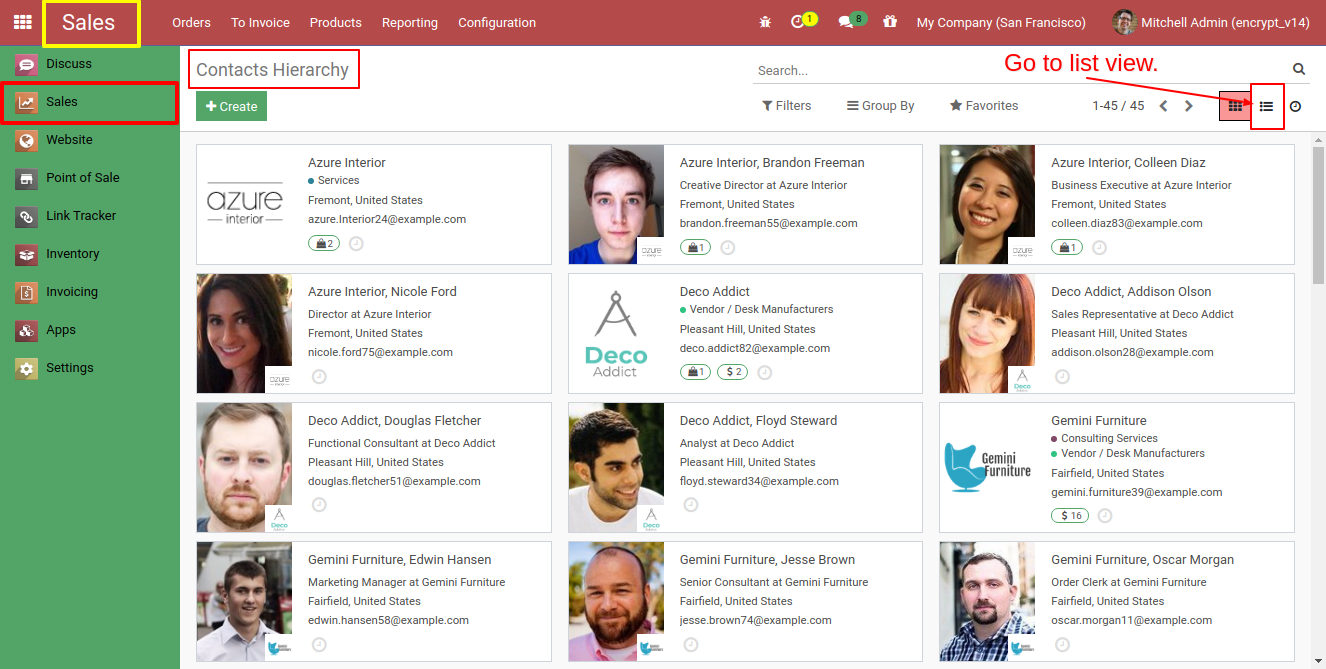 Sales
Orders
To Invoice
Products
Reporting
Configuration
1
8
My Company (San Francisco)
Mitchell Admin (encrypt_v14)
Discuss
Sales
Website
Point of Sale
Link Tracker
Inventory
Invoicing
Apps
Settings
Contacts Hierarchy
Search...
Go to list view.
Create
Filters
Group By
Favorites
1-45 / 45
azure
interior
Azure Interior
Services
Fremont, United States
azure.Interior24@example.com
2
azure
interior
Azure Interior, Brandon Freeman
Creative Director at Azure Interior
Fremont, United States
brandon.freeman55@example.com
1
azure
interior
Azure Interior, Colleen Diaz
Business Executive at Azure Interior
Fremont, United States
colleen.diaz83@example.com
1
azure
interior
Azure Interior, Nicole Ford
Director at Azure Interior
Fremont, United States
nicole.ford75@example.com
Deco
Addict
Deco Addict
Vendor / Desk Manufacturers
Pleasant Hill, United States
deco.addict82@example.com
1
$ 2
Deco
Addict
Deco Addict, Addison Olson
Sales Representative at Deco Addict
Pleasant Hill, United States
addison.olson28@example.com
Deco
Addict
Deco Addict, Douglas Fletcher
Functional Consultant at Deco Addict
Pleasant Hill, United States
douglas.fletcher51@example.com
Deco
Addict
Deco Addict, Floyd Steward
Analyst at Deco Addict
Pleasant Hill, United States
floyd.steward34@example.com
Gemini
Furniture
Gemini Furniture
Consulting Services
Vendor / Desk Manufacturers
Fairfield, United States
gemini.furniture39@example.com
$ 16
Gemini Furniture, Edwin Hansen
Marketing Manager at Gemini Furniture
Fairfield, United States
edwin.hansen58@example.com
Gemini Furniture, Jesse Brown
Senior Consultant at Gemini Furniture
Fairfield, United States
jesse.brown74@example.com
Gemini Furniture, Oscar Morgan
Order Clerk at Gemini Furniture
Fairfield, United States
oscar.morgan11@example.com